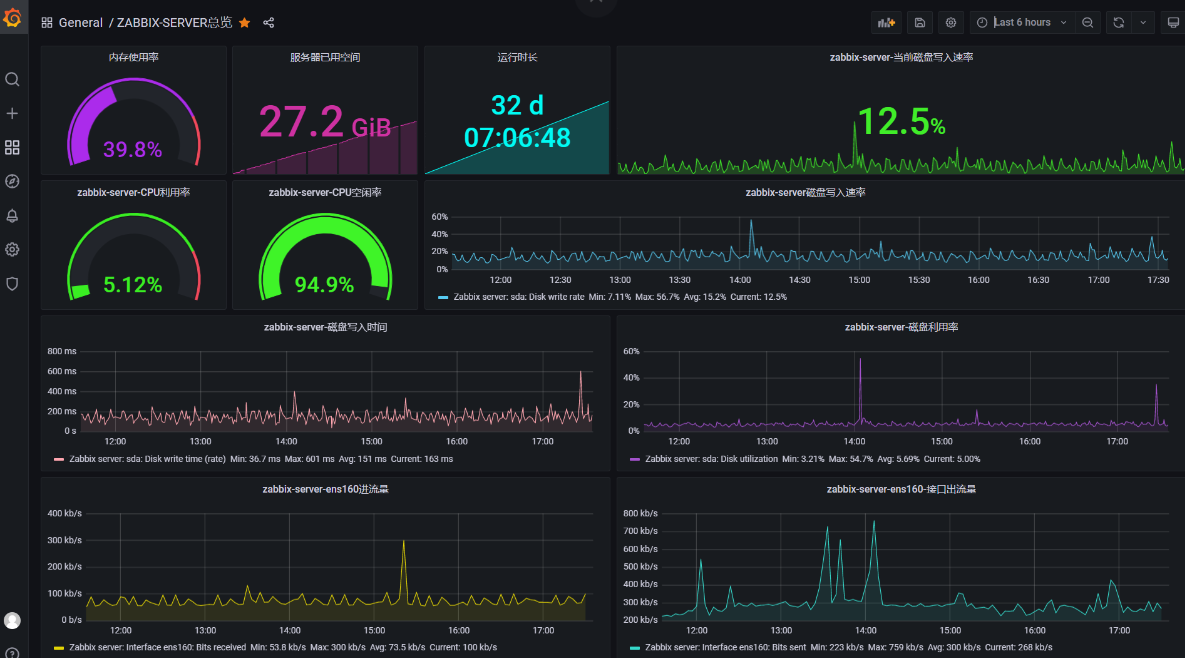 General / ZABBIX-SERVER总览
Last 6 hours
内存使用率
39.8%
服务器已用空间
27.2 GiB
运行时长
32 d
07:06:48
zabbix-server-当前磁盘写入速率
12.5%
zabbix-server-CPU利用率
5.12%
zabbix-server-CPU空闲率
94.9%
zabbix-server磁盘写入速率
60%
40%
20%
0%
12:00 12:30 13:00 13:30 14:00 14:30 15:00 15:30 16:00 16:30 17:00 17:30
Zabbix server: sda: Disk write rate Min: 7.11% Max: 56.7% Avg: 15.2% Current: 12.5%
zabbix-server-磁盘写入时间
800 ms
600 ms
400 ms
200 ms
0 s
12:00 13:00 14:00 15:00 16:00 17:00
Zabbix server: sda: Disk write time (rate) Min: 36.7 ms Max: 601 ms Avg: 151 ms Current: 163 ms
zabbix-server-磁盘利用率
60%
40%
20%
0%
12:00 13:00 14:00 15:00 16:00 17:00
Zabbix server: sda: Disk utilization Min: 3.21% Max: 54.7% Avg: 5.69% Current: 5.00%
zabbix-server-ens160进流量
400 kb/s
300 kb/s
200 kb/s
100 kb/s
0 b/s
12:00 13:00 14:00 15:00 16:00 17:00
Zabbix server: Interface ens160: Bits received Min: 53.8 kb/s Max: 300 kb/s Avg: 73.5 kb/s Current: 100 kb/s
zabbix-server-ens160-接口出流量
800 kb/s
700 kb/s
600 kb/s
500 kb/s
400 kb/s
300 kb/s
200 kb/s
12:00 13:00 14:00 15:00 16:00 17:00
Zabbix server: Interface ens160: Bits sent Min: 223 kb/s Max: 759 kb/s Avg: 300 kb/s Current: 268 kb/s